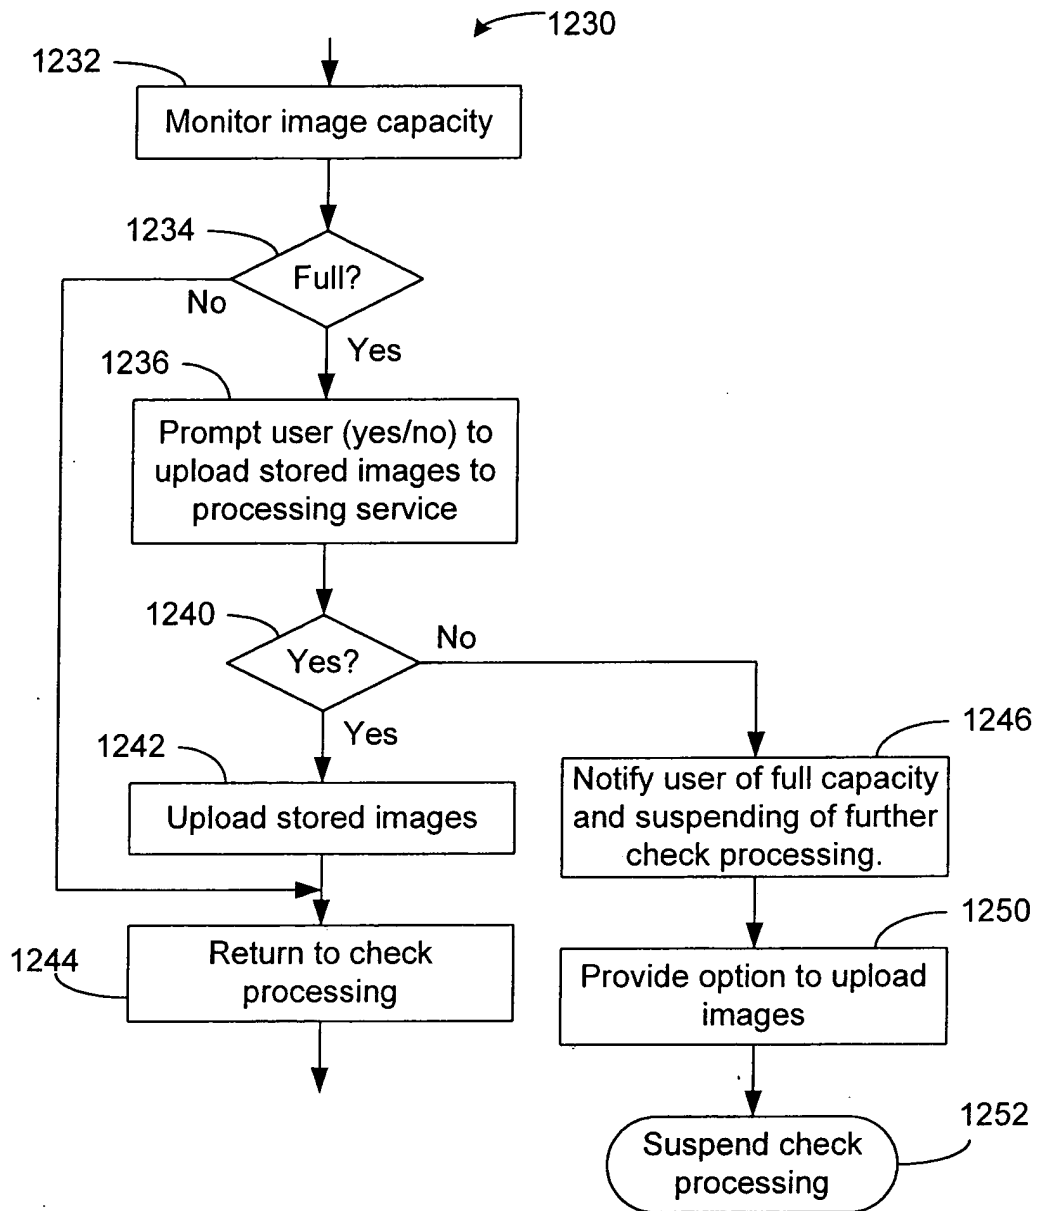 1230
1232
Monitor image capacity
1234
Full?
No
Yes
1236
Prompt user (yes/no) to
upload stored images to
processing service
1240
Yes?
No
Yes
1242
Upload stored images
1244
Return to check
processing
1246
Notify user of full capacity
and suspending of further
check processing.
1250
Provide option to upload
images
1252
Suspend check
processing